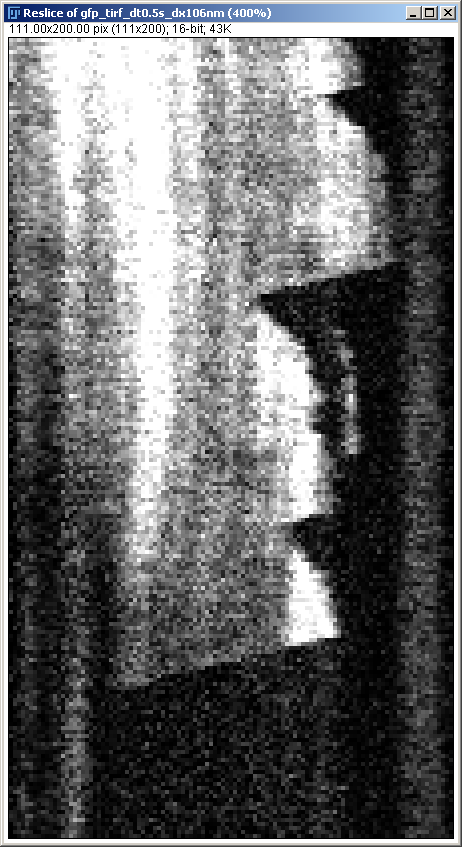 Reslice of gfp_tirf_dt0.5s_dx106nm (400%)
111.00x200.00 pix (111x200); 16-bit; 43K